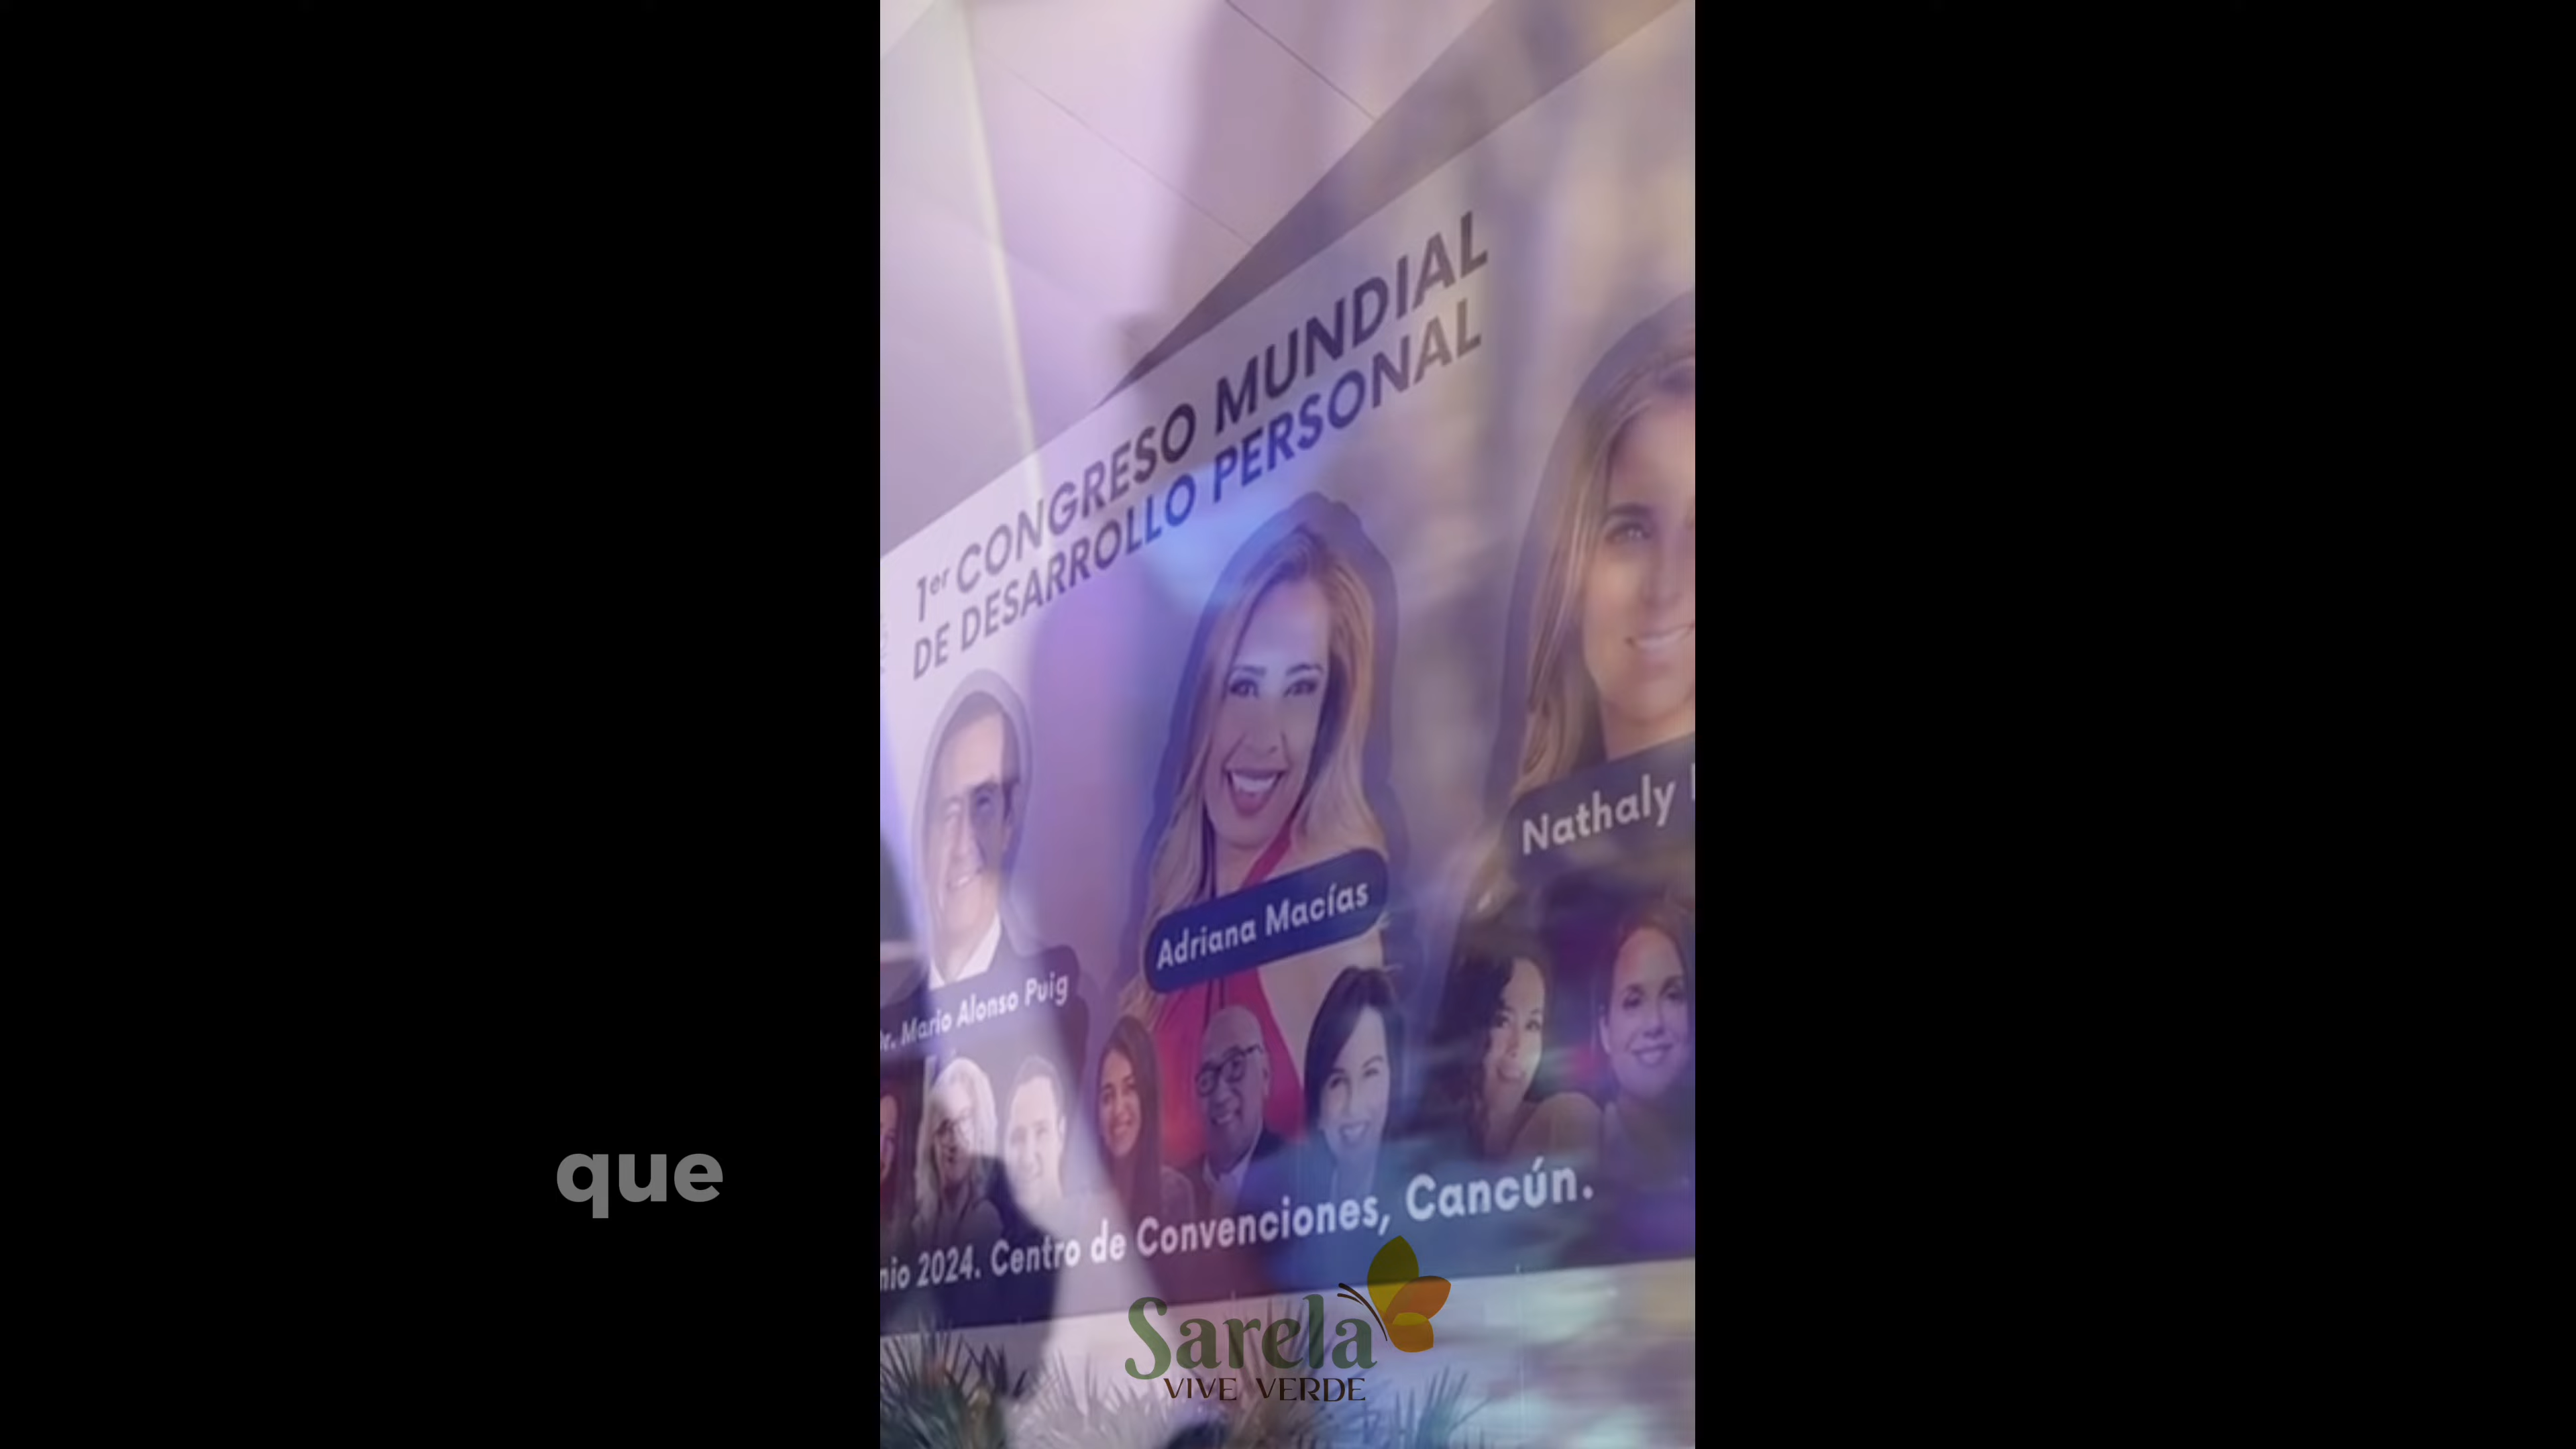 1er CONGRESO MUNDIAL
DE DESARROLLO PERSONAL
Nathaly
Adriana Macías
Dr. Mario Alonso Puig
que
2024. Centro de Convenciones, Cancún.
Sarela
VIVE VERDE